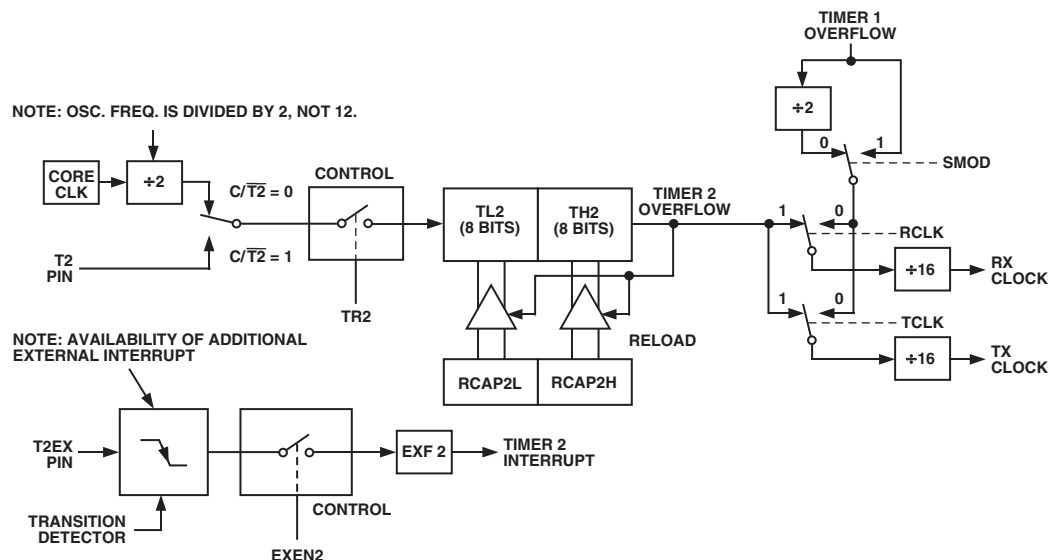 TIMER 1
OVERFLOW
NOTE: OSC. FREQ. IS DIVIDED BY 2, NOT 12.
÷2
0
1
SMOD
CORE
CLK
÷2
C/T2̅ = 0
CONTROL
TL2
(8 BITS)
TH2
(8 BITS)
TIMER 2
OVERFLOW
1
0
RCLK
T2
PIN
C/T2̅ = 1
÷16
RX
CLOCK
TR2
1
0
RELOAD
TCLK
NOTE: AVAILABILITY OF ADDITIONAL
EXTERNAL INTERRUPT
RCAP2L
RCAP2H
÷16
TX
CLOCK
T2EX
PIN
EXF 2
TIMER 2
INTERRUPT
CONTROL
TRANSITION
DETECTOR
EXEN2